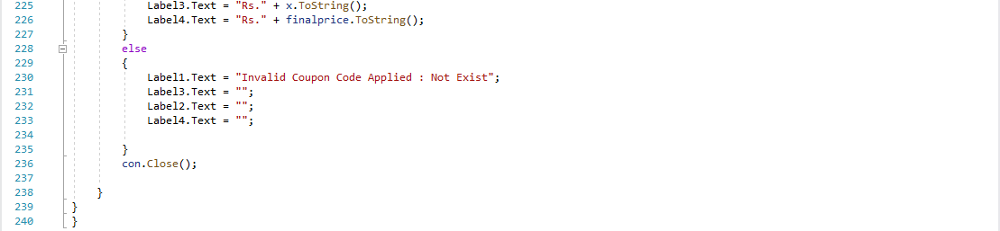 225 Label3.Text = "Rs." + x.ToString();
226 Label4.Text = "Rs." + finalprice.ToString();
227 }
228 else
229 {
230 Label1.Text = "Invalid Coupon Code Applied : Not Exist";
231 Label3.Text = "";
232 Label2.Text = "";
233 Label4.Text = "";
234
235 }
236 con.Close();
237
238 }
239 }
240 }